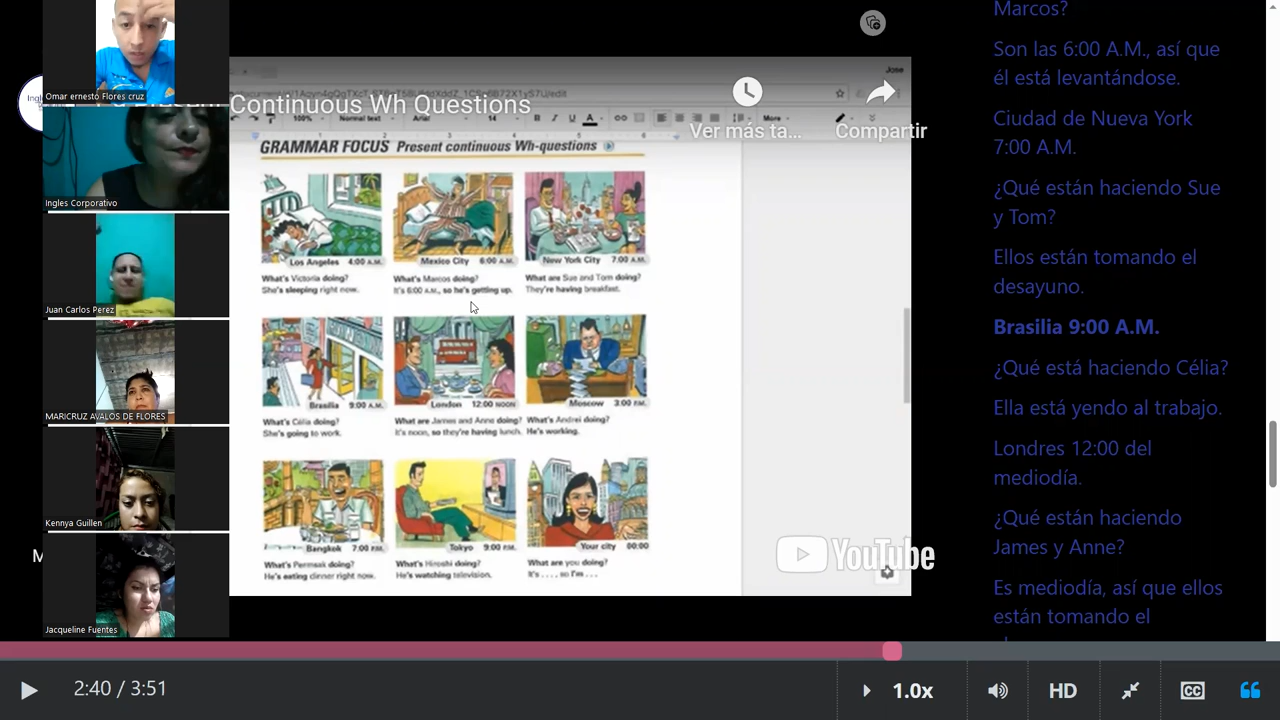 Omar ernesto Flores cruz
Ingles Corporativo
Juan Carlos Perez
MARICRUZ AVALOS DE FLORES
Kennya Guillen
Jacqueline Fuentes
Continuous Wh Questions
Jose
Ver más ta...
Compartir
100%
Normal text
Arial
14
More
GRAMMAR FOCUS Present continuous Wh-questions
Los Angeles 4:00 A.M.
What's Victoria doing?
She's sleeping right now.
Mexico City 6:00 A.M.
What's Marcos doing?
It's 6:00 A.M., so he's getting up.
New York City 7:00 A.M.
What are Sue and Tom doing?
They're having breakfast.
Brasilia 9:00 A.M.
What's Célia doing?
She's going to work.
London 12:00 NOON
What are James and Anne doing?
It's noon, so they're having lunch.
Moscow 3:00 P.M.
What's Andrei doing?
He's working.
Bangkok 7:00 P.M.
What's Permsak doing?
He's eating dinner right now.
Tokyo 9:00 P.M.
What's Hiroshi doing?
He's watching television.
Your city 00:00
What are you doing?
It's . . . , so I'm . . .
YouTube
Marcos?
Son las 6:00 A.M., así que
él está levantándose.
Ciudad de Nueva York
7:00 A.M.
¿Qué están haciendo Sue
y Tom?
Ellos están tomando el
desayuno.
Brasilia 9:00 A.M.
¿Qué está haciendo Célia?
Ella está yendo al trabajo.
Londres 12:00 del
mediodía.
¿Qué están haciendo
James y Anne?
Es mediodía, así que ellos
están tomando el
2:40 / 3:51
1.0x
HD
CC